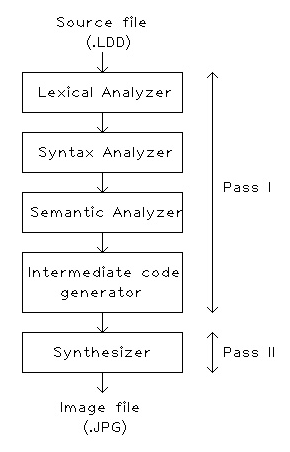 Source file
(.LDD)
Lexical Analyzer
Syntax Analyzer
Semantic Analyzer
Pass I
Intermediate code
generator
Synthesizer
Pass II
Image file
(.JPG)